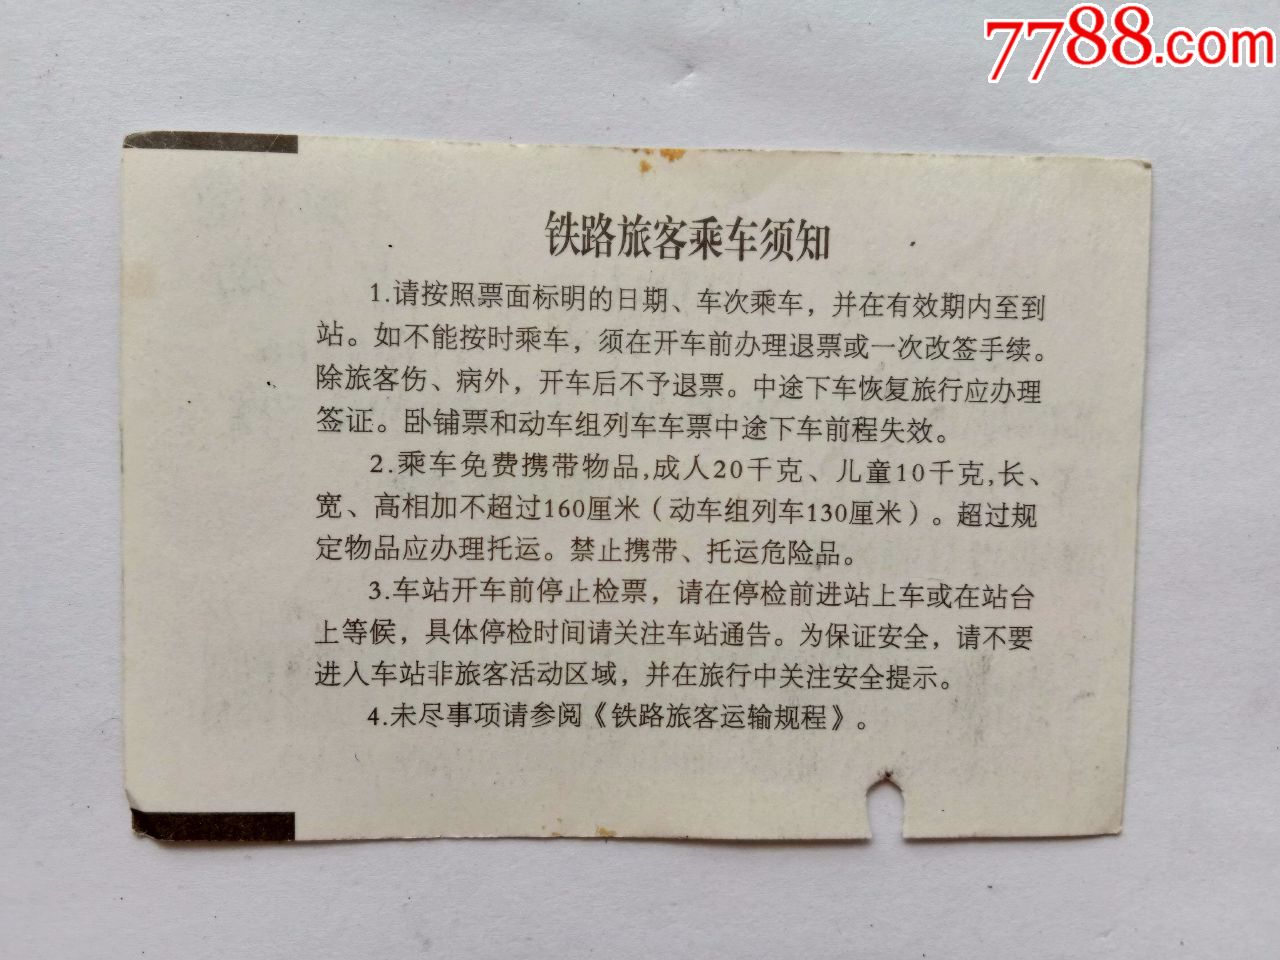 7788.com
铁路旅客乘车须知
1.请按照票面标明的日期、车次乘车，并在有效期内至到
站。如不能按时乘车，须在开车前办理退票或一次改签手续。
除旅客伤、病外，开车后不予退票。中途下车恢复旅行应办理
签证。卧铺票和动车组列车车票中途下车前程失效。
2.乘车免费携带物品,成人20千克、儿童10千克,长、
宽、高相加不超过160厘米（动车组列车130厘米）。超过规
定物品应办理托运。禁止携带、托运危险品。
3.车站开车前停止检票，请在停检前进站上车或在站台
上等候，具体停检时间请关注车站通告。为保证安全，请不要
进入车站非旅客活动区域，并在旅行中关注安全提示。
4.未尽事项请参阅《铁路旅客运输规程》。